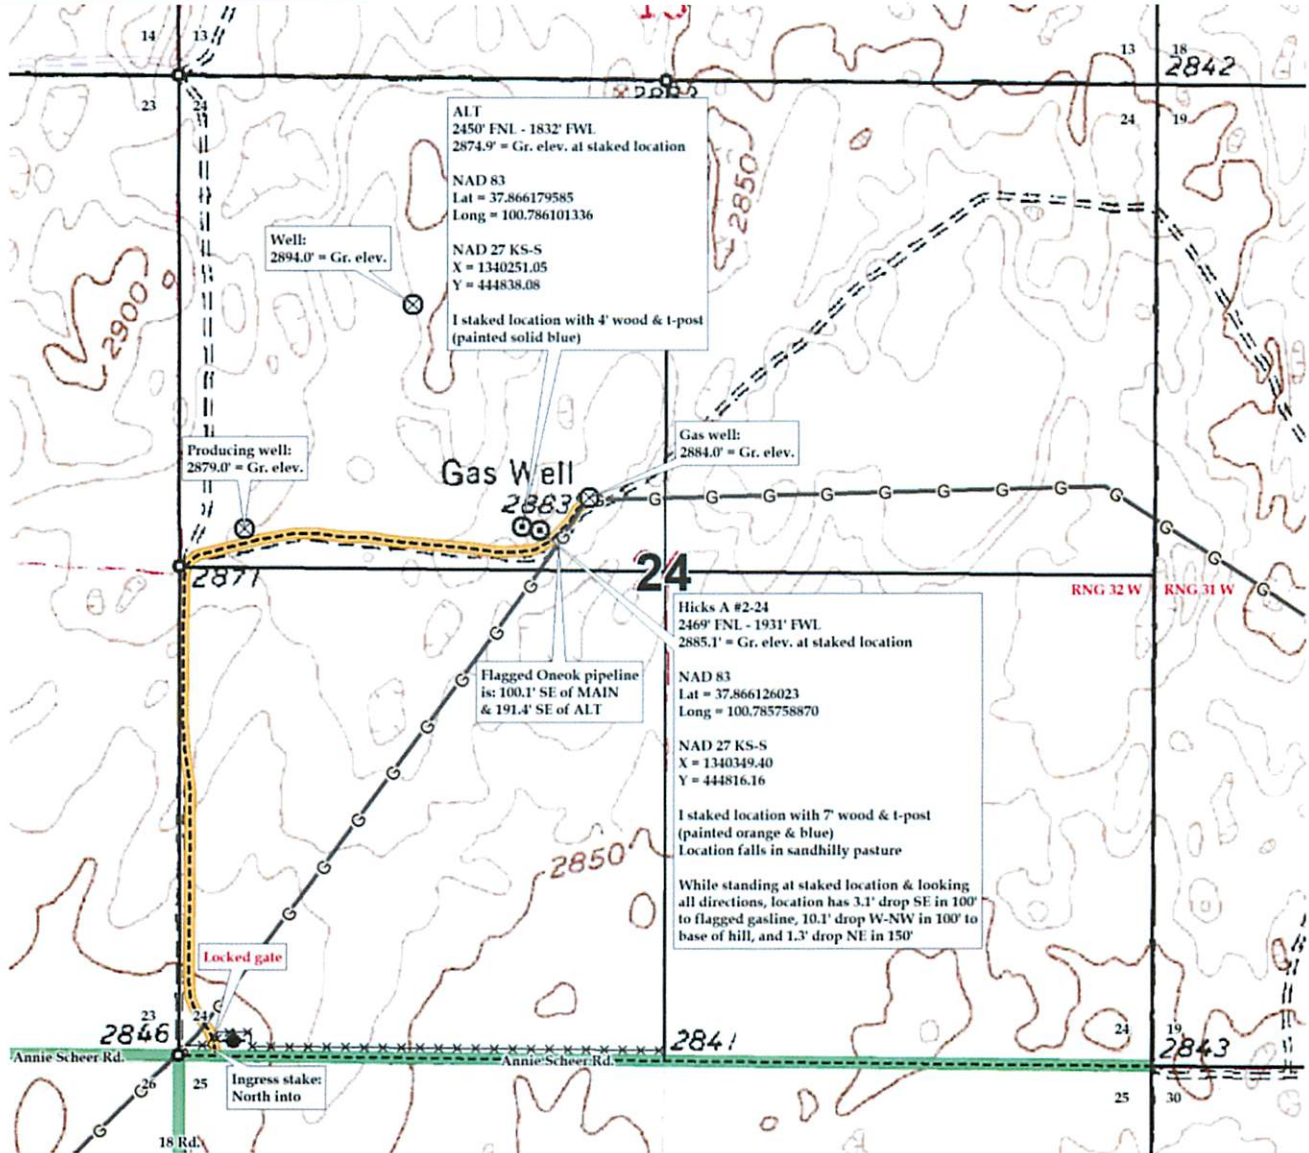 13
14
13
13
18
2842
23
24
24
19
ALT
2450' FNL - 1832' FWL
2874.9' = Gr. elev. at staked location
NAD 83
Lat = 37.866179585
Long = 100.786101336
NAD 27 KS-S
X = 1340251.05
Y = 444838.08
I staked location with 4' wood & t-post
(painted solid blue)
2850
Well:
2894.0' = Gr. elev.
2900
Producing well:
2879.0' = Gr. elev.
Gas well:
2884.0' = Gr. elev.
Gas Well
2883
G G G G G G G G
G
G
G
G
2871
24
RNG 32 W
RNG 31 W
Hicks A #2-24
2469' FNL - 1931' FWL
2885.1' = Gr. elev. at staked location
NAD 83
Lat = 37.866126023
Long = 100.785758870
NAD 27 KS-S
X = 1340349.40
Y = 444816.16
I staked location with 7' wood & t-post
(painted orange & blue)
Location falls in sandhilly pasture
While standing at staked location & looking
all directions, location has 3.1' drop SE in 100'
to flagged gasline, 10.1' drop W-NW in 100' to
base of hill, and 1.3' drop NE in 150'
Flagged Oneok pipeline
is: 100.1' SE of MAIN
& 191.4' SE of ALT
G
G
G
G
G
G
G
G
G
2850
Locked gate
G
23
24
24
19
2846
2841
2843
Annie Scheer Rd.
Annie Scheer Rd.
Ingress stake:
North into
26
25
25
30
G
G
18 Rd.